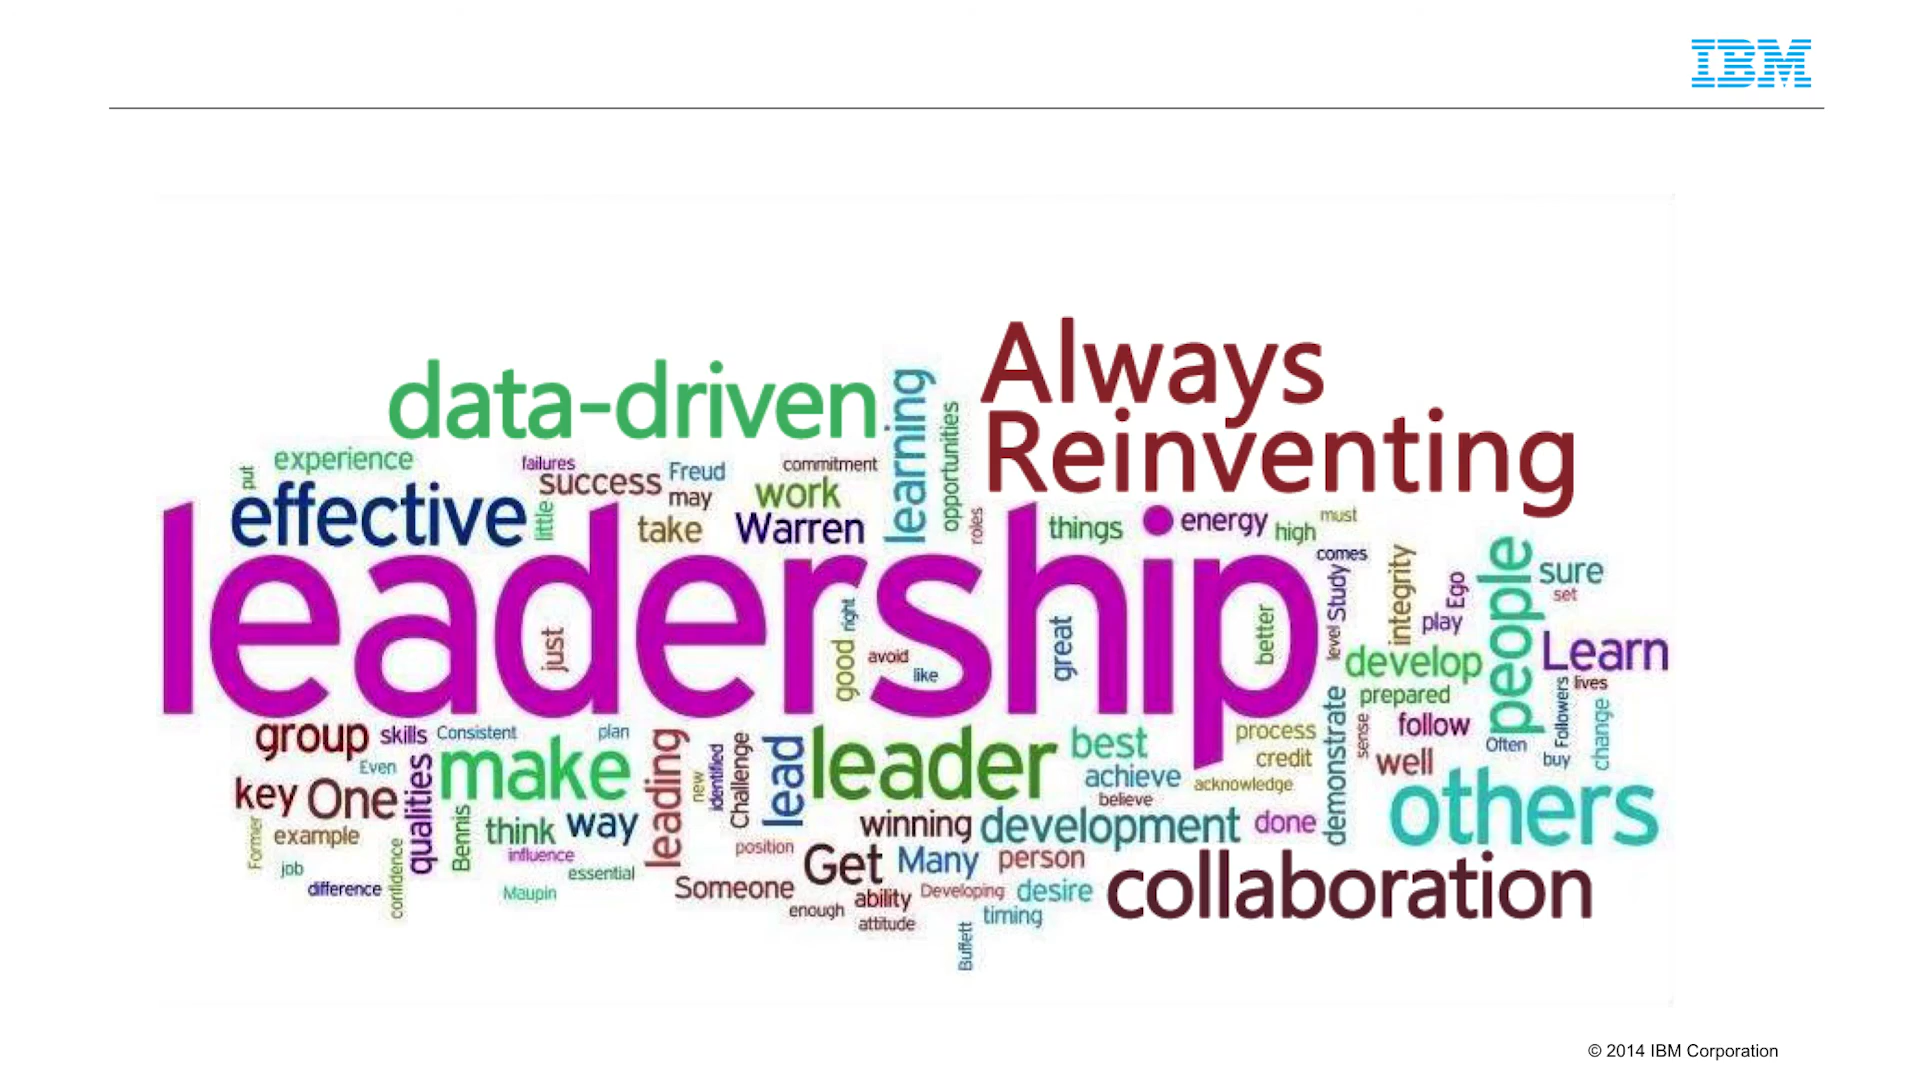 IBM
Always
data-driven
learning
opportunities
Reinventing
experience
put
failures
success
Freud
commitment
effective
little
may
work
take
Warren
roles
things
energy
high
must
leadership
comes
level
Study
integrity
Ego
play
people
sure
set
just
right
good
avoid
like
great
better
develop
Learn
prepared
lives
Followers
change
group
skills
Consistent
plan
process
sense
follow
Often
buy
Even
make
leading
new
identified
Challenge
lead
leader
best
achieve
credit
demonstrate
well
key
One
qualities
believe
acknowledge
others
Former
example
Bennis
think
way
winning
development
done
job
confidence
influence
essential
position
Get
Many
person
difference
Maupin
Someone
ability
Developing
desire
collaboration
enough
attitude
timing
Buffett
© 2014 IBM Corporation